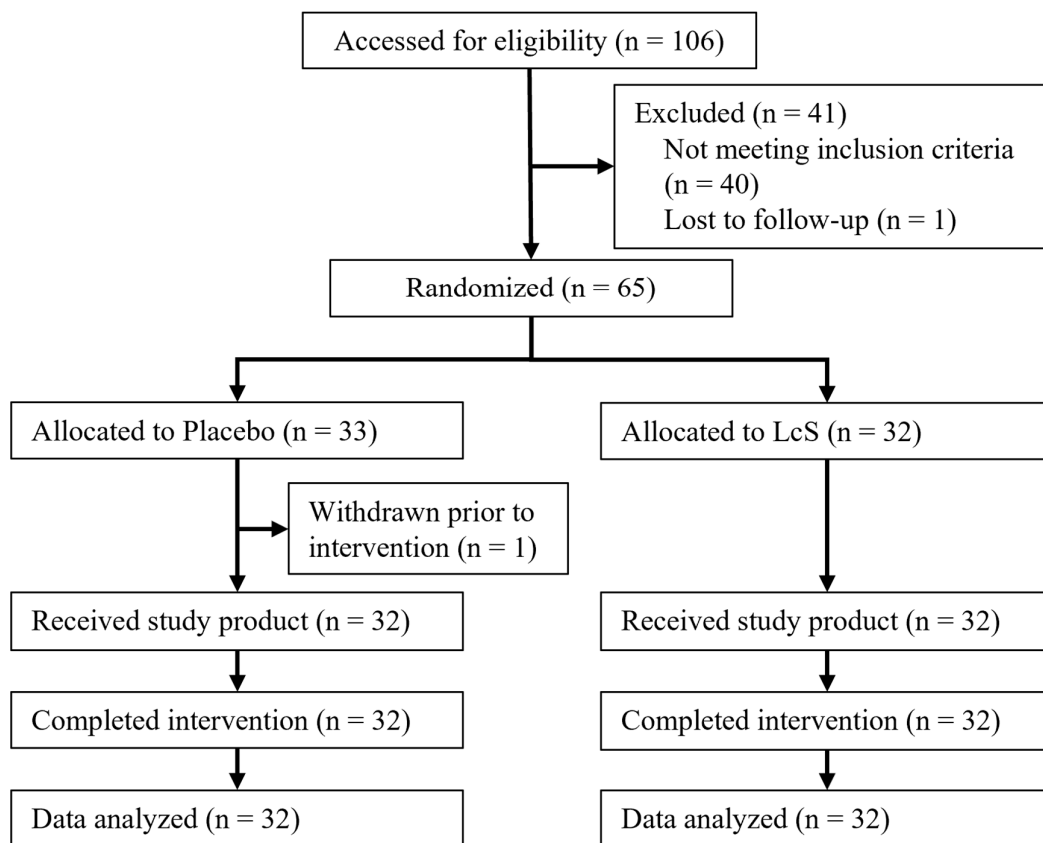 Accessed for eligibility (n = 106)
Excluded (n = 41)
Not meeting inclusion criteria
(n = 40)
Lost to follow-up (n = 1)
Randomized (n = 65)
Allocated to Placebo (n = 33)
Allocated to LcS (n = 32)
Withdrawn prior to
intervention (n = 1)
Received study product (n = 32)
Received study product (n = 32)
Completed intervention (n = 32)
Completed intervention (n = 32)
Data analyzed (n = 32)
Data analyzed (n = 32)